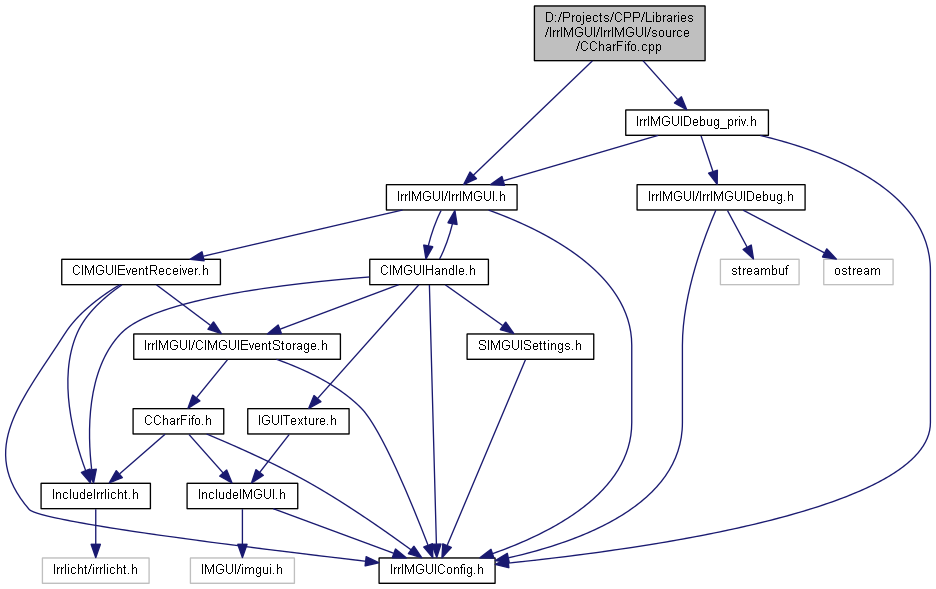 D:/Projects/CPP/Libraries
/IrrIMGUI/IrrIMGUI/source
/CCharFifo.cpp
IrrIMGUIDebug_priv.h
IrrIMGUI/IrrIMGUI.h
IrrIMGUI/IrrIMGUIDebug.h
CIMGUIEventReceiver.h
CIMGUIHandle.h
streambuf
ostream
IrrIMGUI/CIMGUIEventStorage.h
SIMGUISettings.h
CCharFifo.h
IGUITexture.h
IncludeIrrlicht.h
IncludeIMGUI.h
Irrlicht/irrlicht.h
IMGUI/imgui.h
IrrIMGUIConfig.h